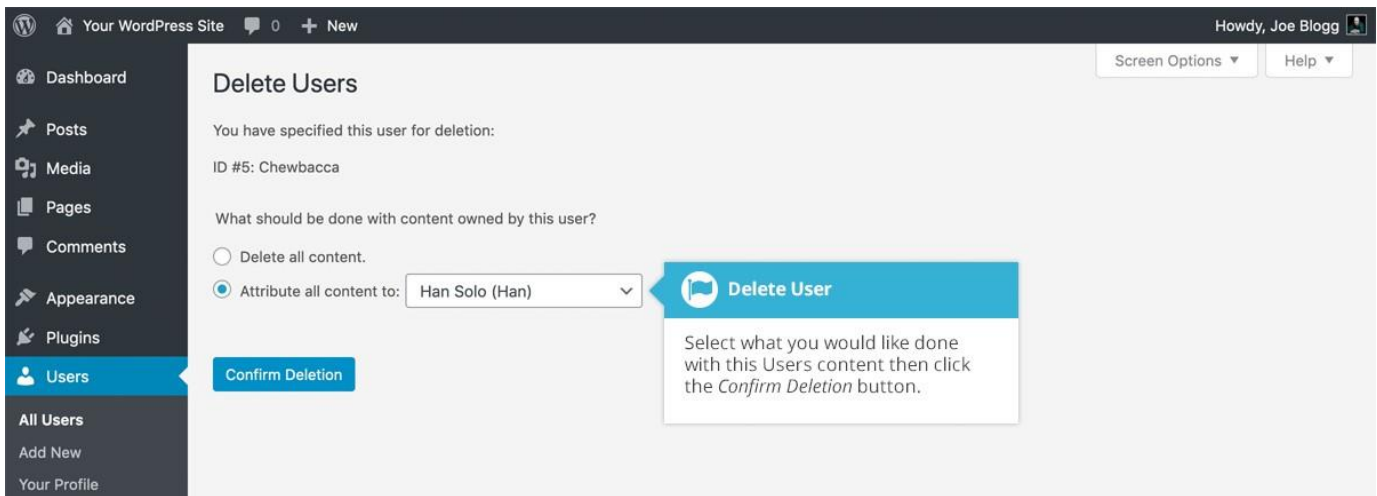 Your WordPress Site 0 + New Howdy, Joe Blogg
Screen Options ▼ Help ▼
Dashboard
Posts
Media
Pages
Comments
Appearance
Plugins
Users
All Users
Add New
Your Profile
Delete Users
You have specified this user for deletion:
ID #5: Chewbacca
What should be done with content owned by this user?
Delete all content.
Attribute all content to: Han Solo (Han)
Confirm Deletion
Delete User
Select what you would like done
with this Users content then click
the Confirm Deletion button.